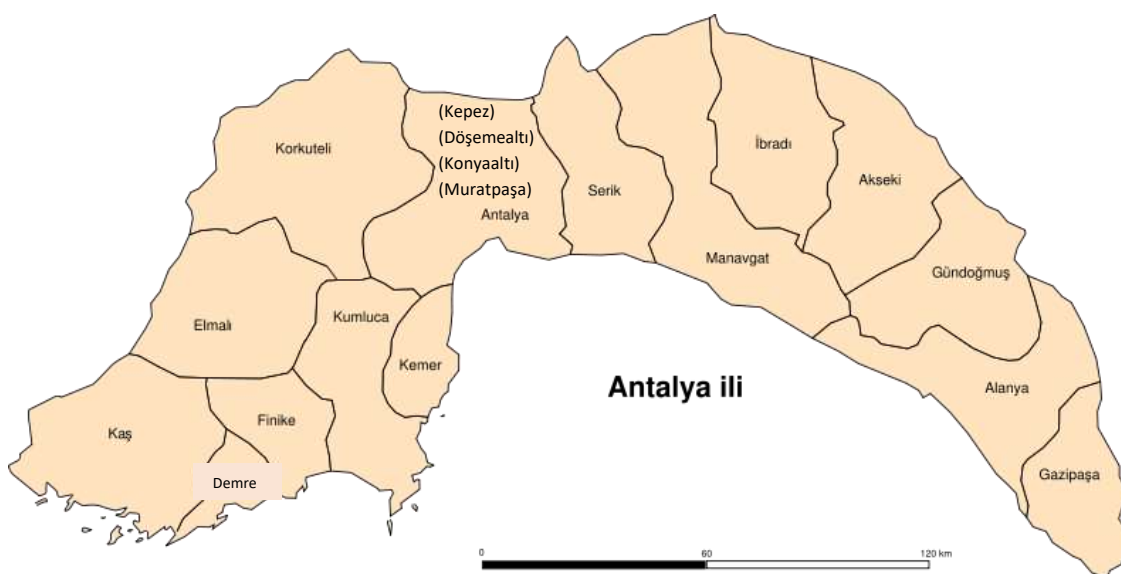 (Kepez)
(Döşemealtı)
(Konyaaltı)
(Muratpaşa)
Antalya
Korkuteli
Serik
İbradı
Akseki
Manavgat
Gündoğmuş
Elmalı
Kumluca
Kemer
Antalya ili
Alanya
Kaş
Finike
Demre
Gazipaşa
0 60 120 km